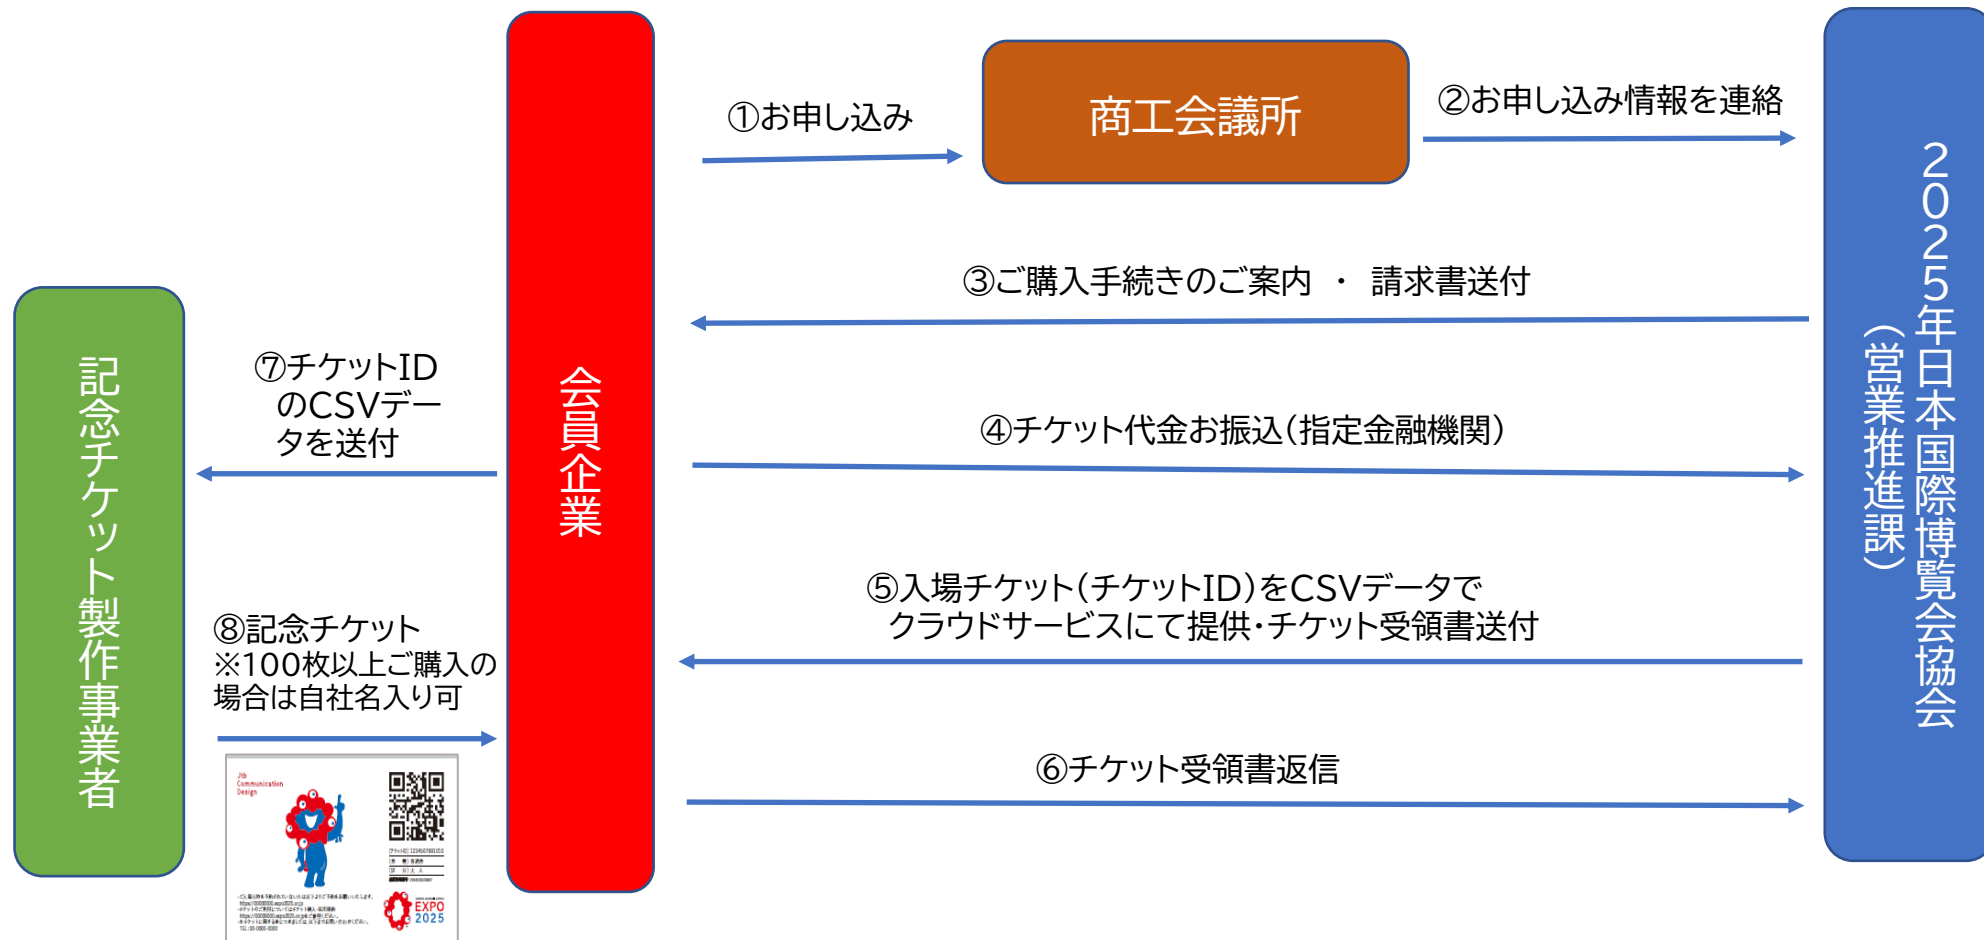 ①お申し込み
商工会議所
②お申し込み情報を連絡
2025年日本国際博覧会協会
（営業推進課）
③ご購入手続きのご案内 ・ 請求書送付
会員企業
④チケット代金お振込（指定金融機関）
⑤入場チケット（チケットID）をCSVデータで
クラウドサービスにて提供・チケット受領書送付
⑥チケット受領書返信
記念チケット製作事業者
⑦チケットID
のCSVデー
タを送付
⑧記念チケット
※100枚以上ご購入の
場合は自社名入り可
Jtb
Communication
Design
EXPO
2025